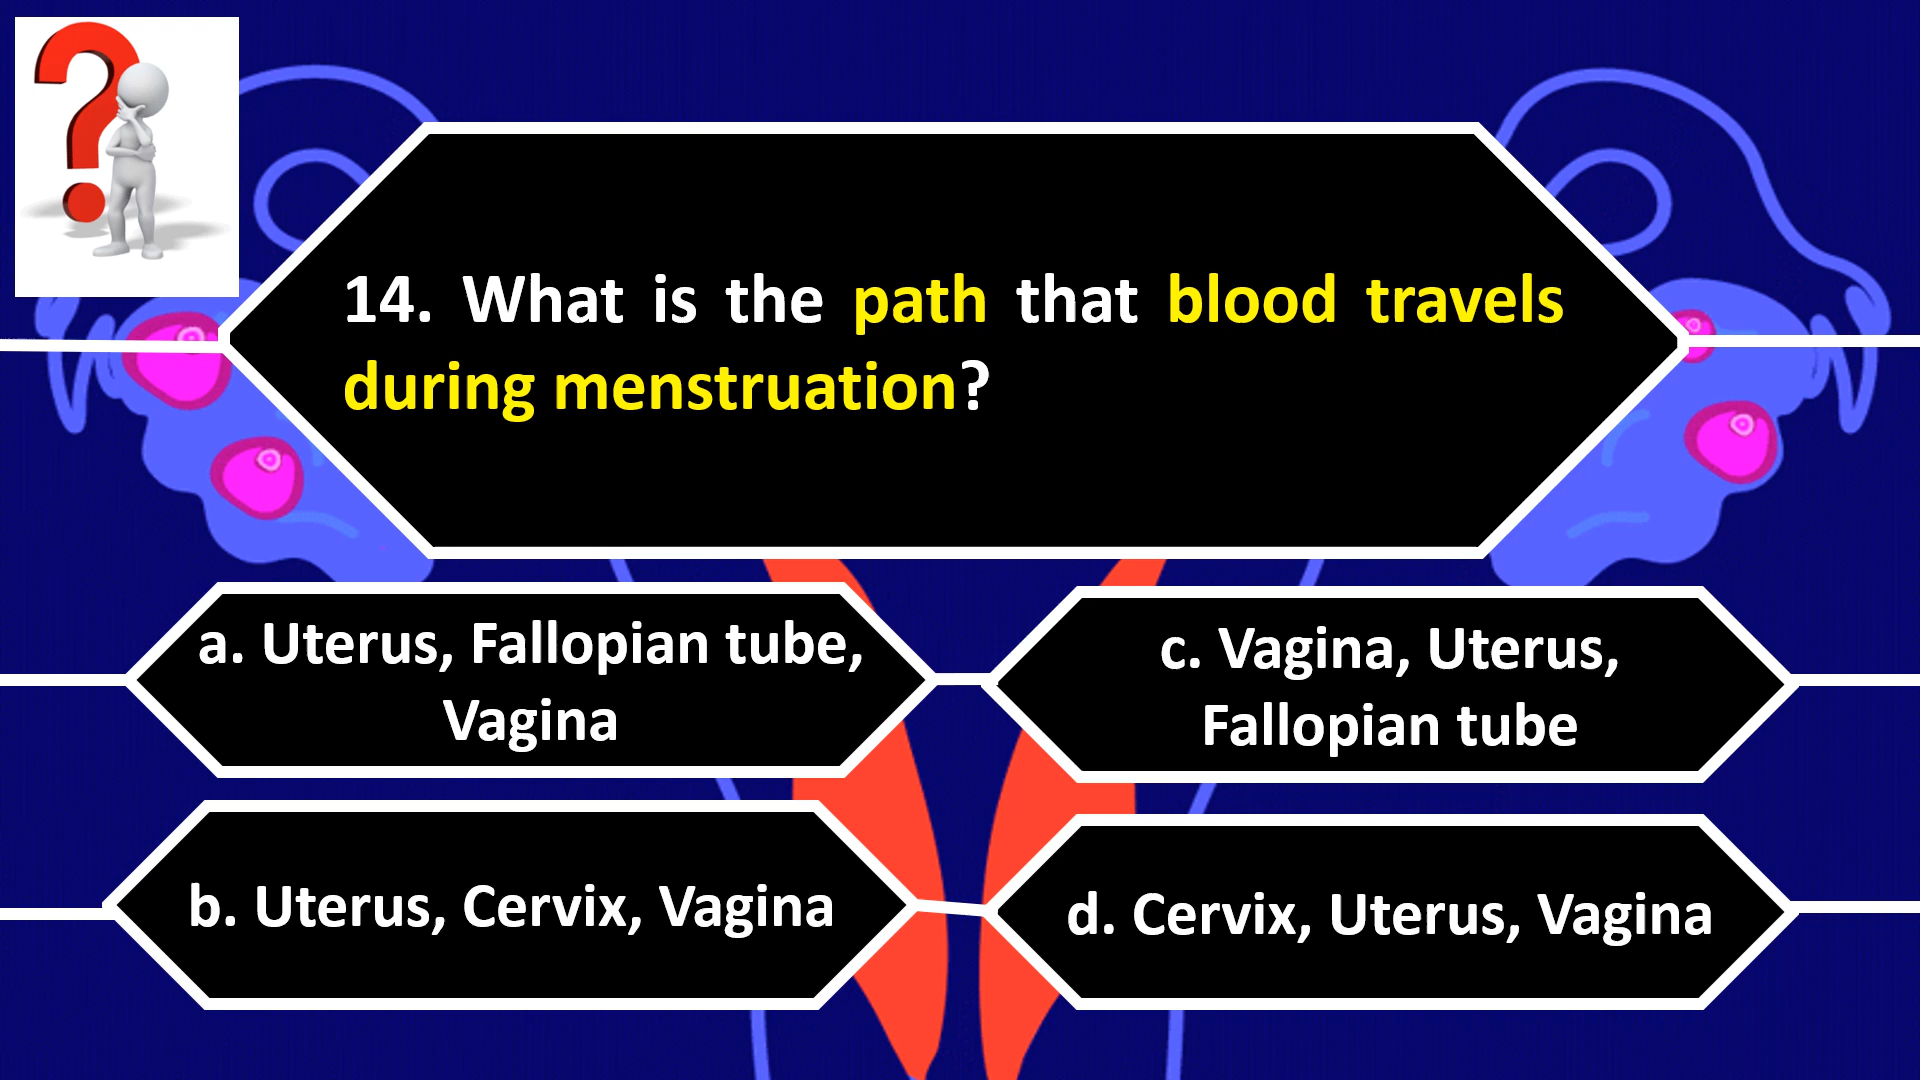 14. What is the path that blood travels
during menstruation?
a. Uterus, Fallopian tube,
Vagina
c. Vagina, Uterus,
Fallopian tube
b. Uterus, Cervix, Vagina
d. Cervix, Uterus, Vagina